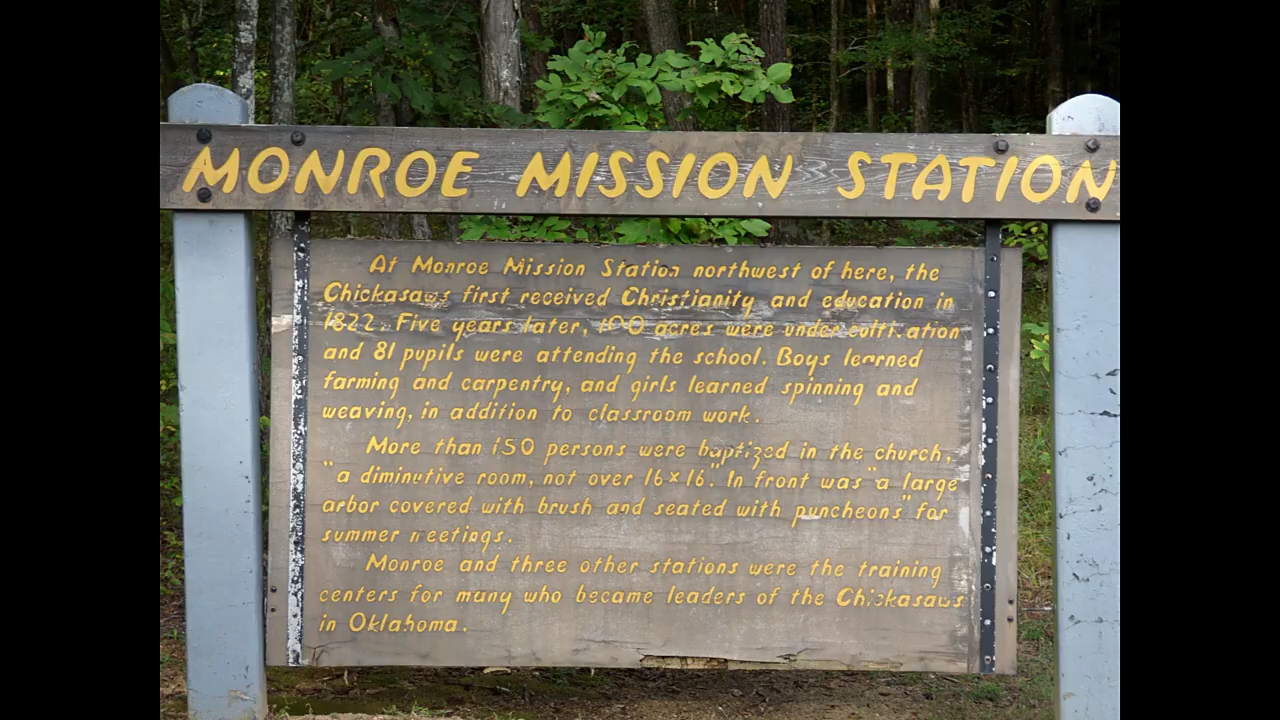 MONROE MISSION STATION
At Monroe Mission Station northwest of here, the
Chickasaws first received Christianity and education in
1822. Five years later, 100 acres were under cultivation
and 81 pupils were attending the school. Boys learned
farming and carpentry, and girls learned spinning and
weaving, in addition to classroom work.
More than 150 persons were baptized in the church,
"a diminutive room, not over 16×16." In front was "a large
arbor covered with brush and seated with puncheons" for
summer meetings.
Monroe and three other stations were the training
centers for many who became leaders of the Chickasaws
in Oklahoma.